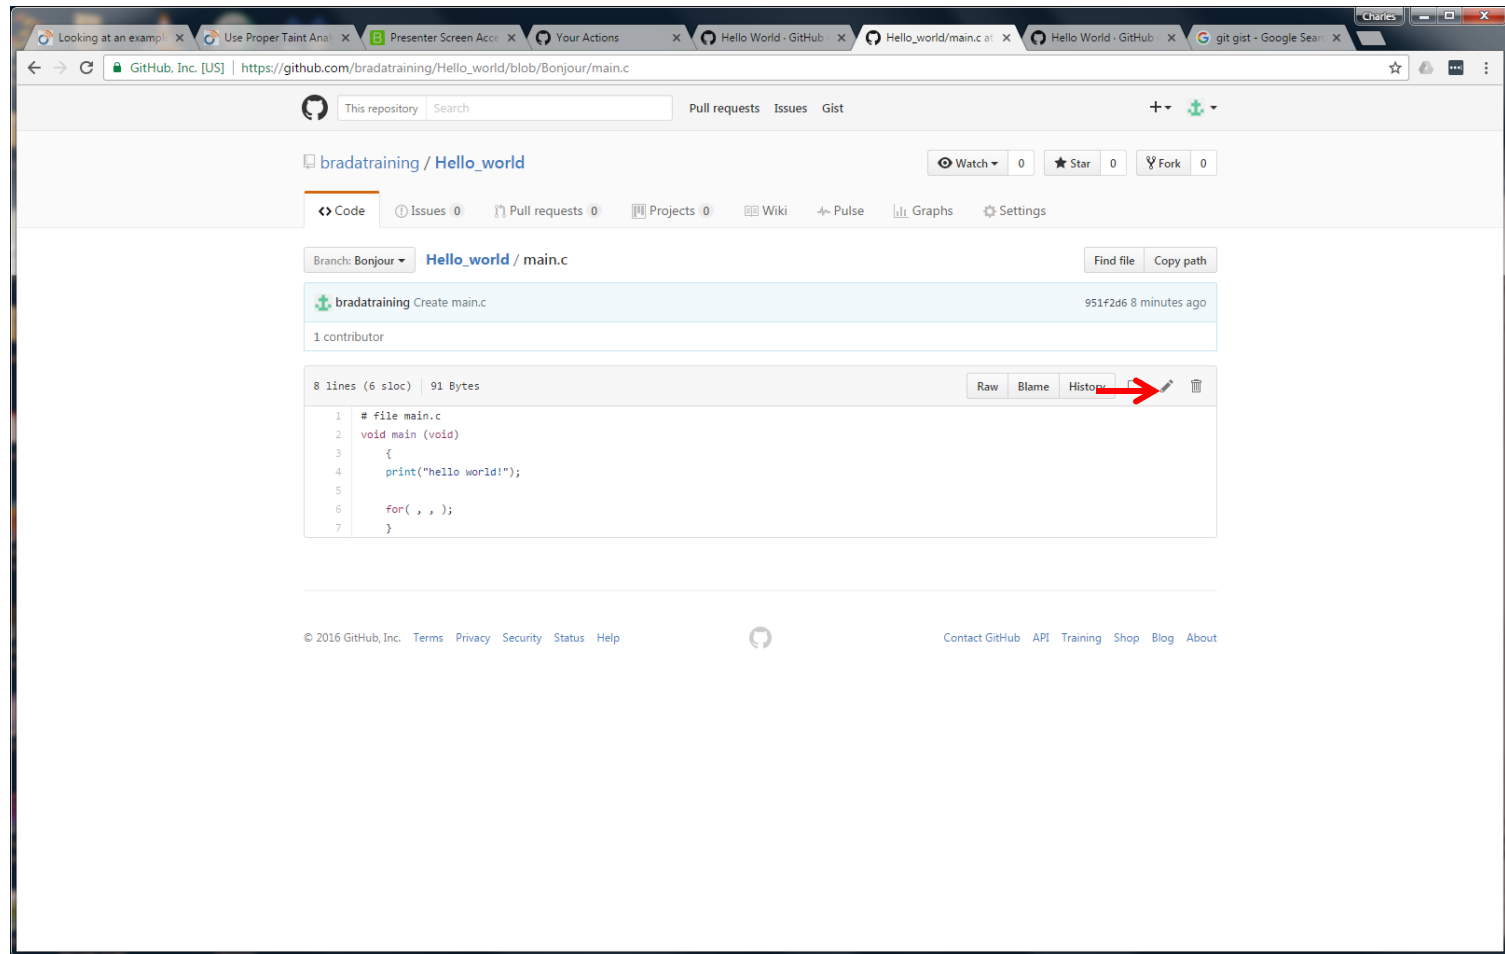 Charles
Looking at an exampl
Use Proper Taint Anal
Presenter Screen Acce
Your Actions
Hello World · GitHub
Hello_world/main.c at
Hello World · GitHub
git gist - Google Sear
GitHub, Inc. [US] https://github.com/bradatraining/Hello_world/blob/Bonjour/main.c
This repository Search Pull requests Issues Gist
bradatraining / Hello_world Watch 0 Star 0 Fork 0
Code Issues 0 Pull requests 0 Projects 0 Wiki Pulse Graphs Settings
Branch: Bonjour Hello_world / main.c Find file Copy path
bradatraining Create main.c 951f2d6 8 minutes ago
1 contributor
8 lines (6 sloc) 91 Bytes Raw Blame History
1 # file main.c
2 void main (void)
3 {
4 print("hello world!");
5
6 for( , , );
7 }
© 2016 GitHub, Inc. Terms Privacy Security Status Help Contact GitHub API Training Shop Blog About